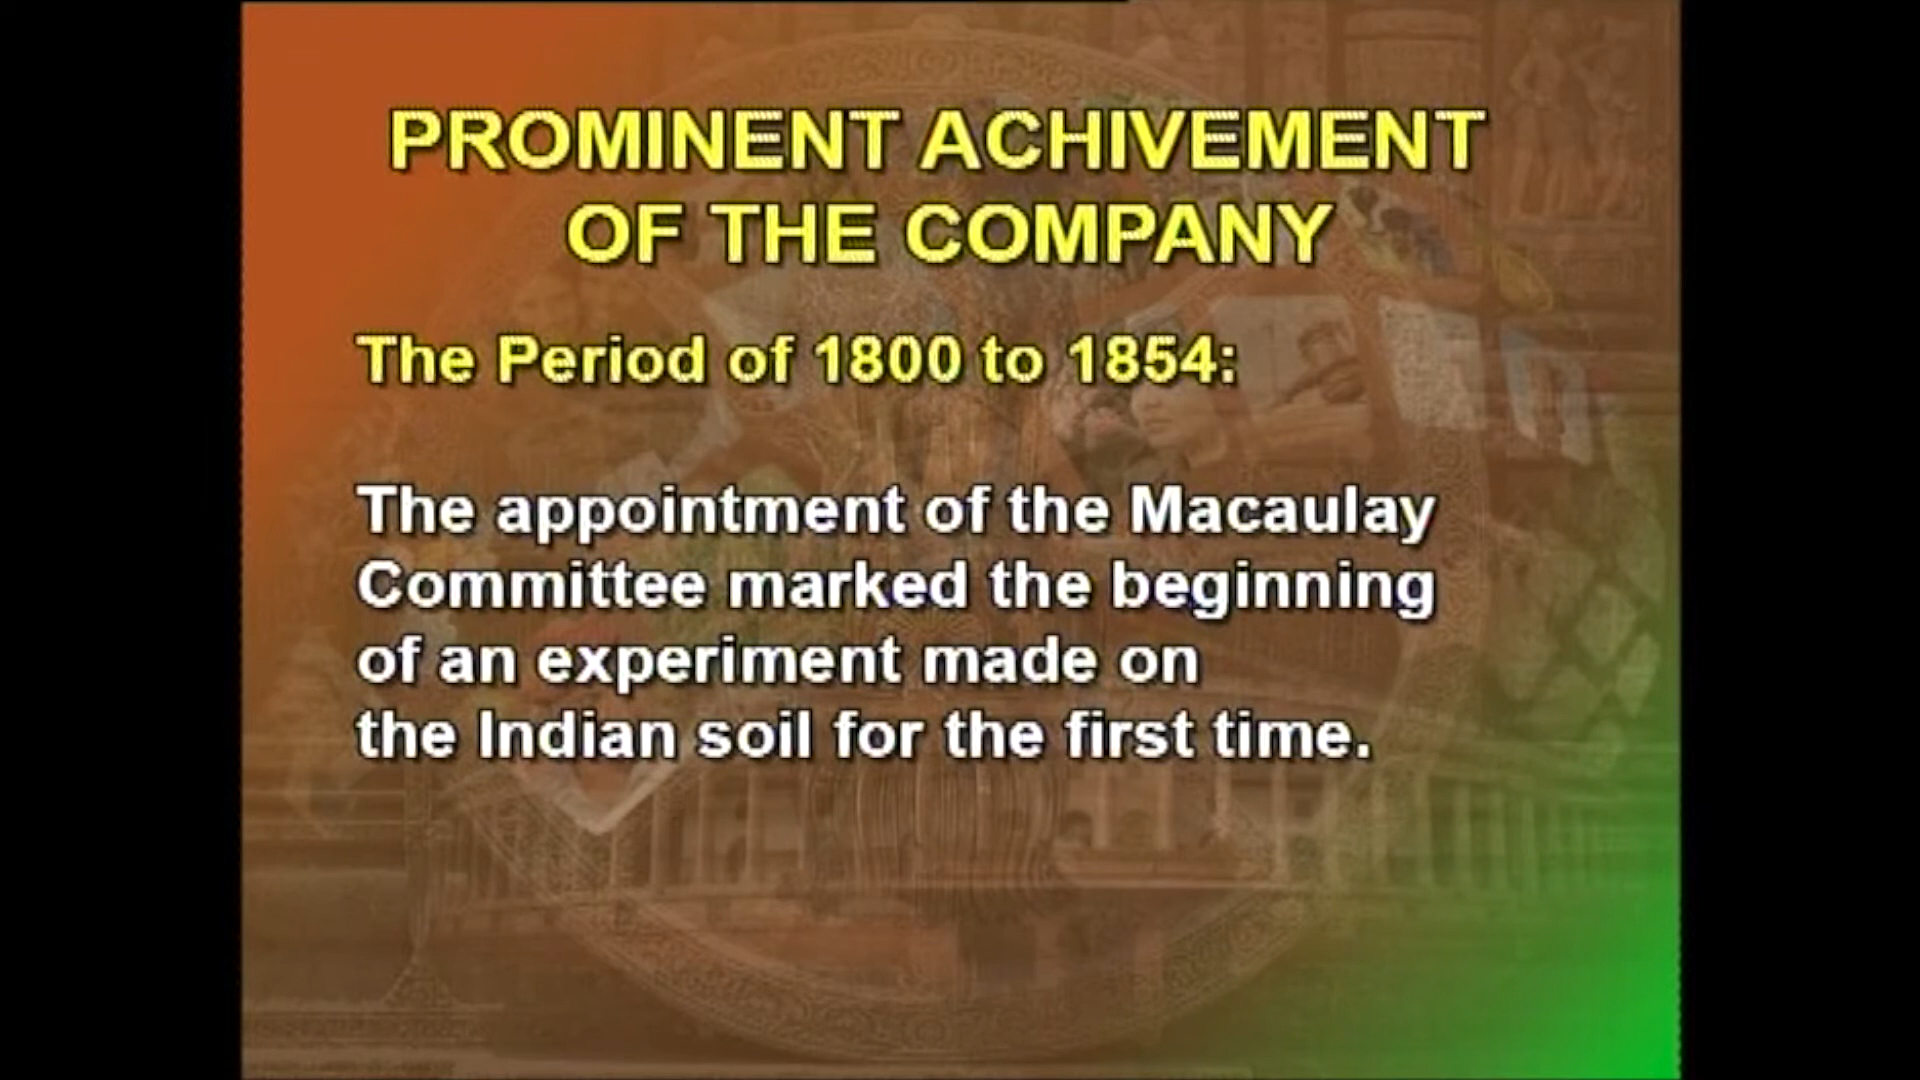 PROMINENT ACHIVEMENT
OF THE COMPANY
The Period of 1800 to 1854:
The appointment of the Macaulay
Committee marked the beginning
of an experiment made on
the Indian soil for the first time.